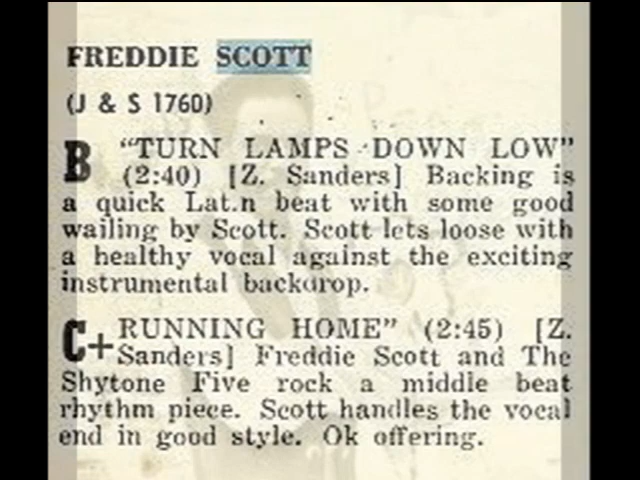 FREDDIE SCOTT
(J & S 1760)
B "TURN LAMPS DOWN LOW"
(2:40) [Z. Sanders] Backing is
a quick Lat.n beat with some good
wailing by Scott. Scott lets loose with
a healthy vocal against the exciting
instrumental backdrop.
C+ RUNNING HOME" (2:45) [Z.
Sanders] Freddie Scott and The
Shytone Five rock a middle beat
rhythm piece. Scott handles the vocal
end in good style. Ok offering.